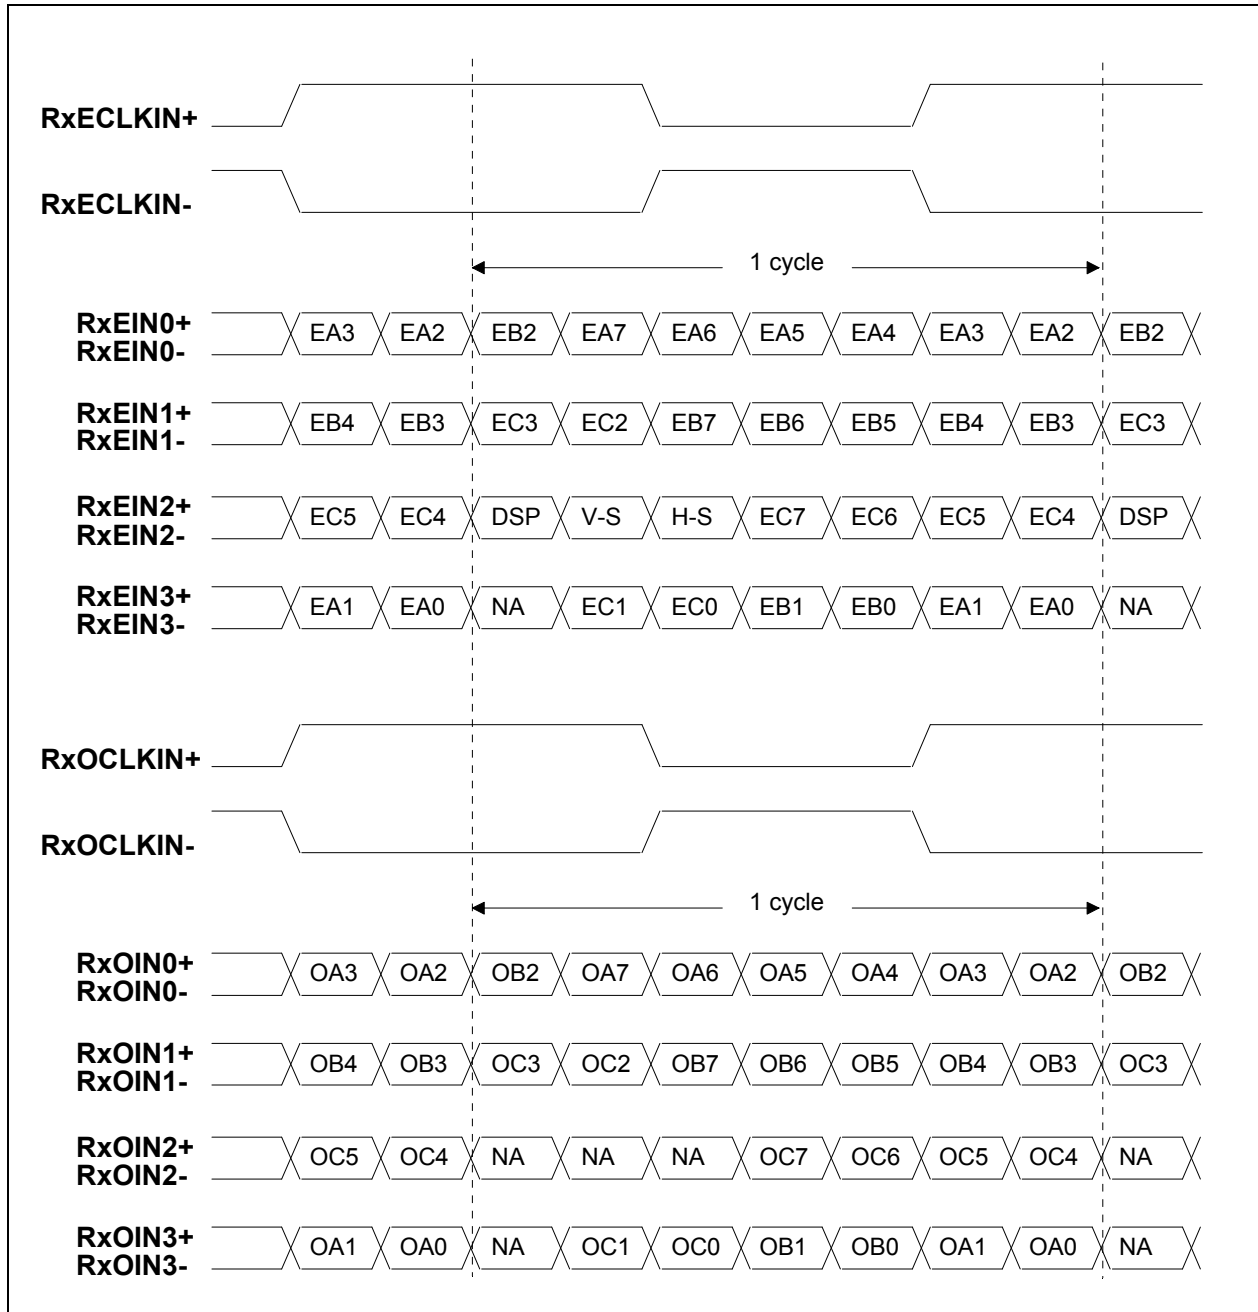 RxECLKIN+
RxECLKIN-
1 cycle
RxEIN0+
RxEIN0-
EA3 EA2 EB2 EA7 EA6 EA5 EA4 EA3 EA2 EB2
RxEIN1+
RxEIN1-
EB4 EB3 EC3 EC2 EB7 EB6 EB5 EB4 EB3 EC3
RxEIN2+
RxEIN2-
EC5 EC4 DSP V-S H-S EC7 EC6 EC5 EC4 DSP
RxEIN3+
RxEIN3-
EA1 EA0 NA EC1 EC0 EB1 EB0 EA1 EA0 NA
RxOCLKIN+
RxOCLKIN-
1 cycle
RxOIN0+
RxOIN0-
OA3 OA2 OB2 OA7 OA6 OA5 OA4 OA3 OA2 OB2
RxOIN1+
RxOIN1-
OB4 OB3 OC3 OC2 OB7 OB6 OB5 OB4 OB3 OC3
RxOIN2+
RxOIN2-
OC5 OC4 NA NA NA OC7 OC6 OC5 OC4 NA
RxOIN3+
RxOIN3-
OA1 OA0 NA OC1 OC0 OB1 OB0 OA1 OA0 NA